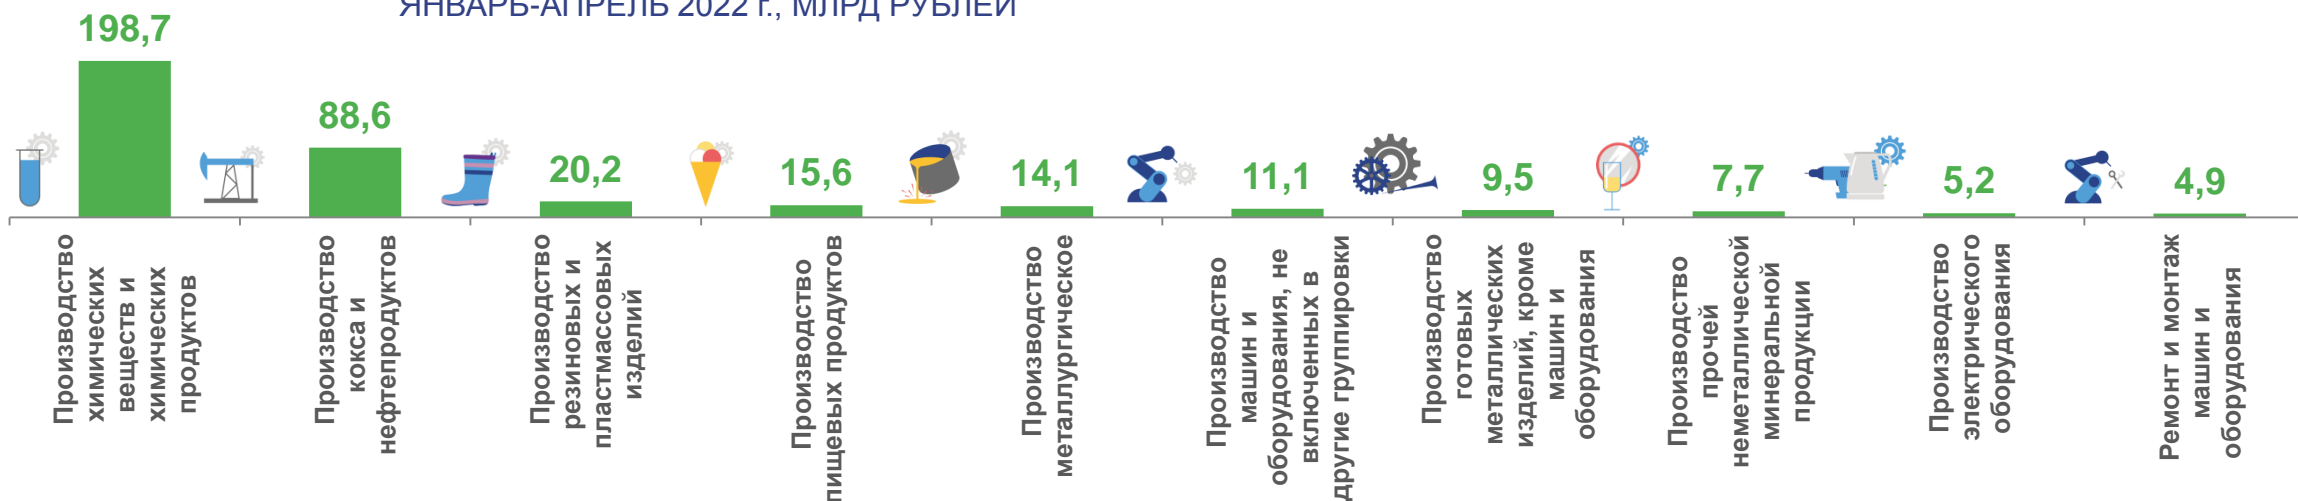 ЯНВАРЬ-АПРЕЛЬ 2022 г., МЛРД РУБЛЕЙ
198,7
88,6
20,2
15,6
14,1
11,1
9,5
7,7
5,2
4,9
Производство
химических
веществ и
химических
продуктов
Производство
кокса и
нефтепродуктов
Производство
резиновых и
пластмассовых
изделий
Производство
пищевых продуктов
Производство
металлургическое
Производство
машин и
оборудования, не
включенных в
другие группировки
Производство
готовых
металлических
изделий, кроме
машин и
оборудования
Производство
прочей
неметаллической
минеральной
продукции
Производство
электрического
оборудования
Ремонт и монтаж
машин и
оборудования